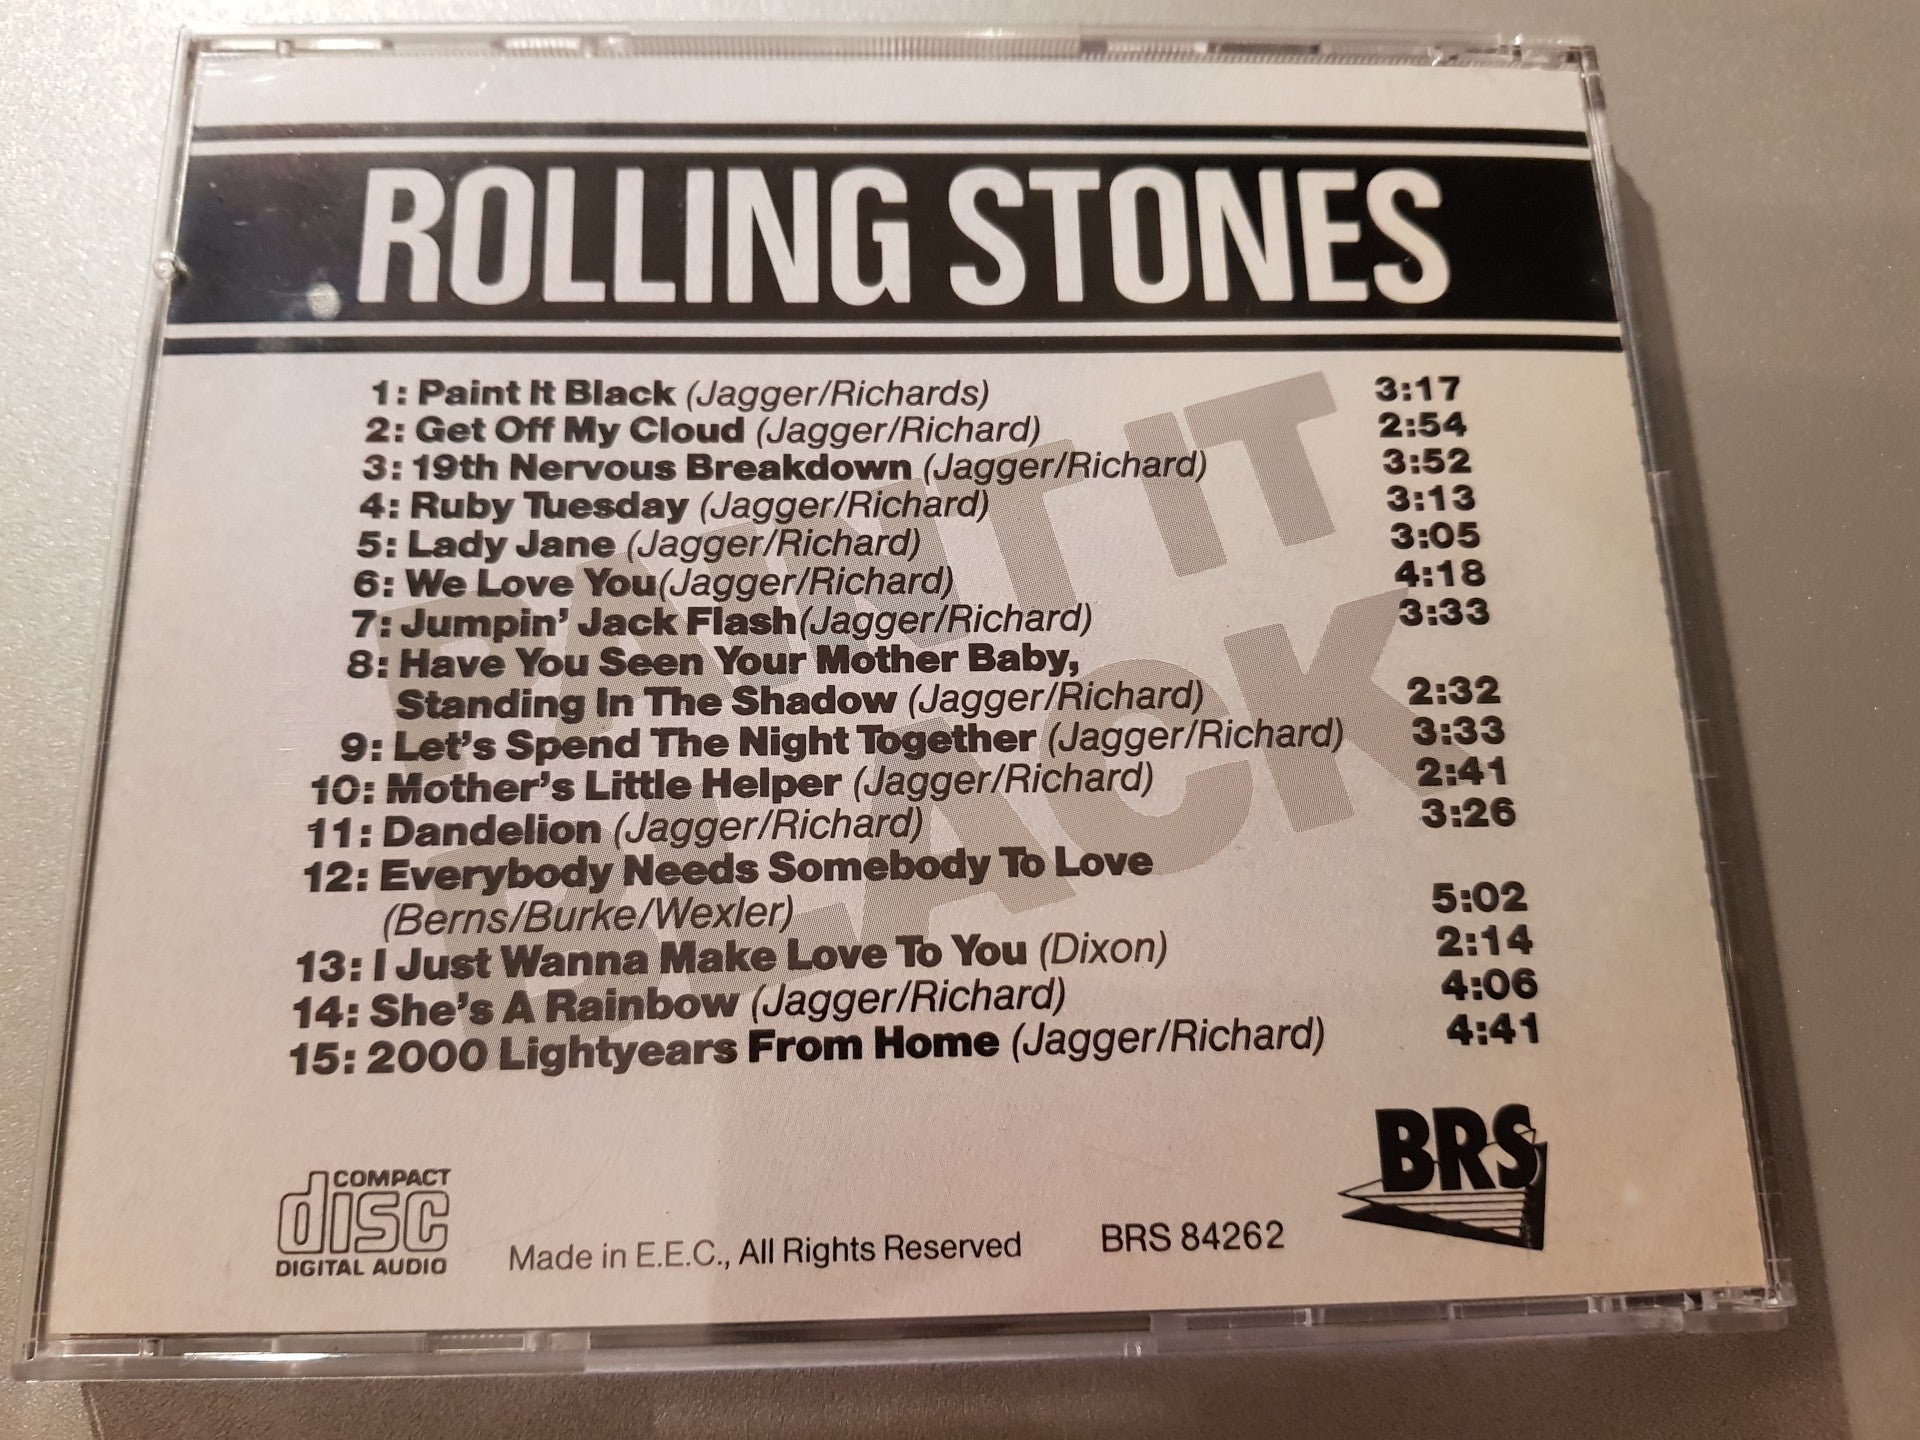 ROLLING STONES
1: Paint It Black (Jagger/Richards) 3:17
2: Get Off My Cloud (Jagger/Richard) 2:54
3: 19th Nervous Breakdown (Jagger/Richard) 3:52
4: Ruby Tuesday (Jagger/Richard) 3:13
5: Lady Jane (Jagger/Richard) 3:05
6: We Love You(Jagger/Richard) 4:18
7: Jumpin' Jack Flash(Jagger/Richard) 3:33
8: Have You Seen Your Mother Baby,
Standing In The Shadow (Jagger/Richard) 2:32
9: Let's Spend The Night Together (Jagger/Richard) 3:33
10: Mother's Little Helper (Jagger/Richard) 2:41
11: Dandelion (Jagger/Richard) 3:26
12: Everybody Needs Somebody To Love
(Berns/Burke/Wexler) 5:02
13: I Just Wanna Make Love To You (Dixon) 2:14
14: She's A Rainbow (Jagger/Richard) 4:06
15: 2000 Lightyears From Home (Jagger/Richard) 4:41
PAINT IT
BLACK
COMPACT
disc
DIGITAL AUDIO
Made in E.E.C., All Rights Reserved
BRS 84262
BRS